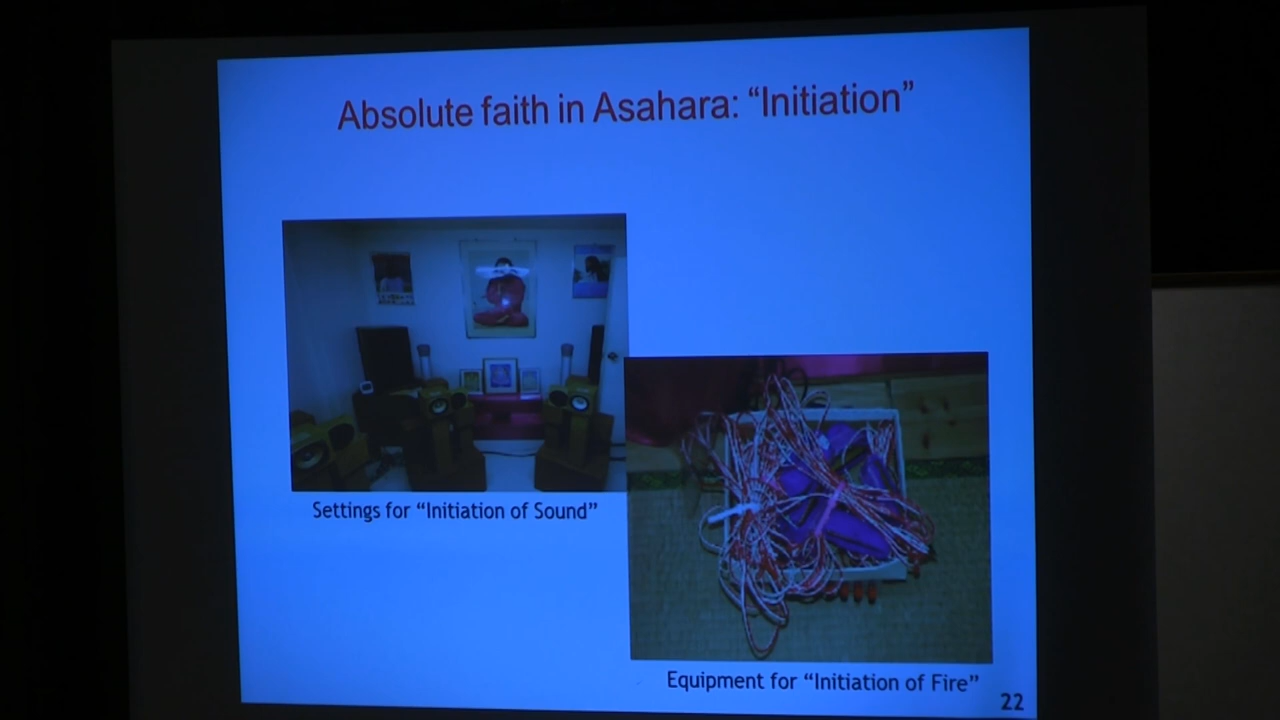 Absolute faith in Asahara: “Initiation”
Settings for “Initiation of Sound”
Equipment for “Initiation of Fire”
22